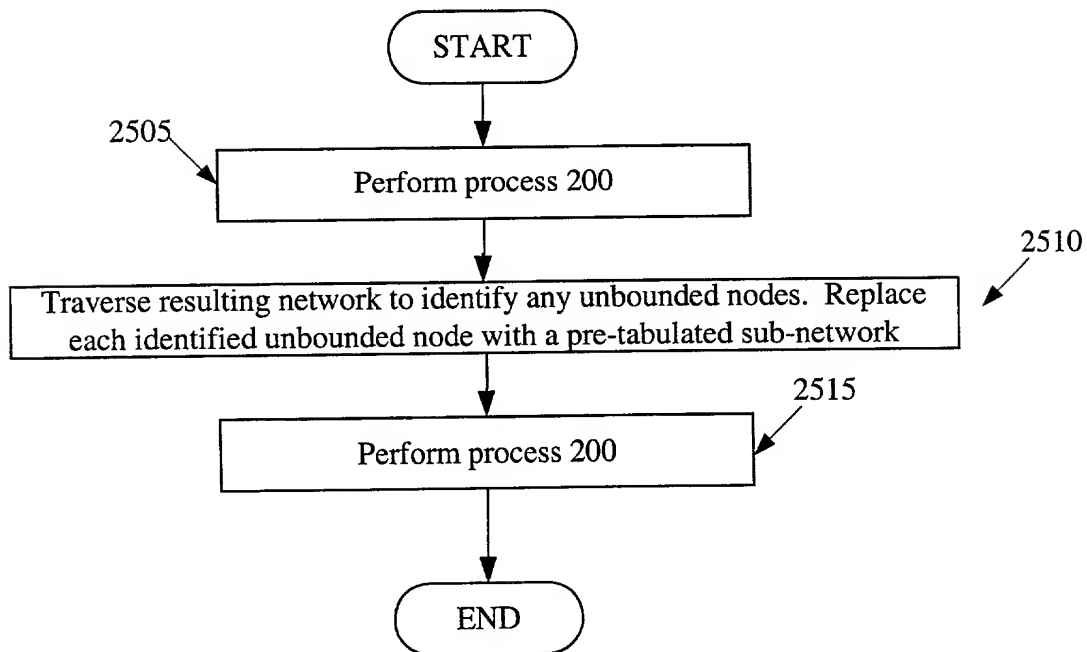 START
2505
Perform process 200
2510
Traverse resulting network to identify any unbounded nodes. Replace
each identified unbounded node with a pre-tabulated sub-network
2515
Perform process 200
END